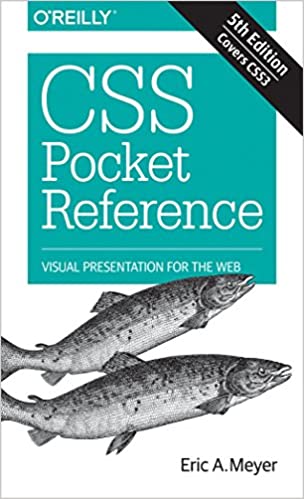 O'REILLY®
5th Edition
Covers CSS3
CSS
Pocket
Reference
VISUAL PRESENTATION FOR THE WEB
Eric A. Meyer